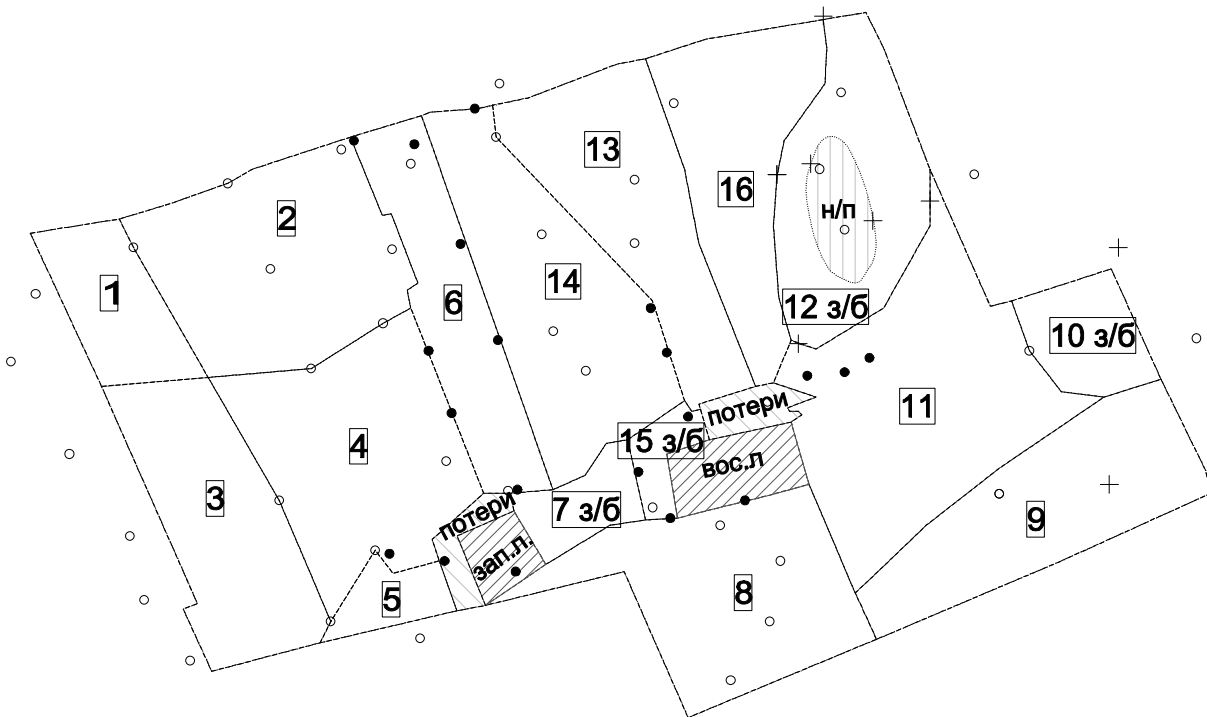 13
16
2
н/п
14
1
6
12 з/б
10 з/б
потери
11
4
15 з/б
вос.л
3
потери
7 з/б
9
зап.л.
5
8